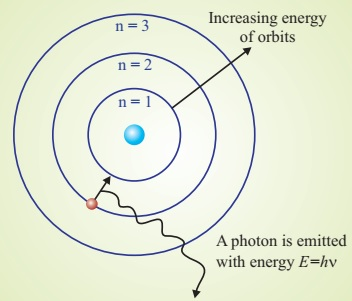 Increasing energy
of orbits
n = 3
n = 2
n = 1
A photon is emitted
with energy E=hν